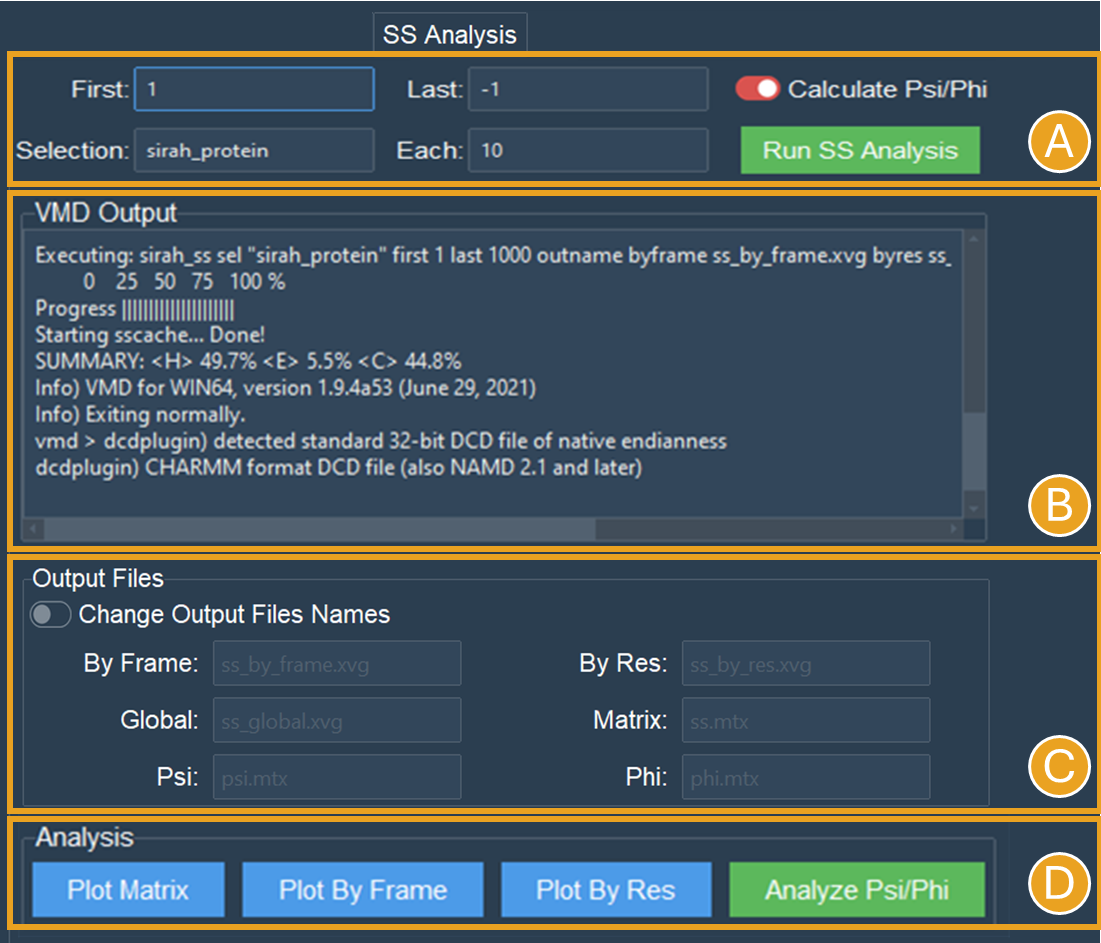 SS Analysis
First: 1 Last: -1 Calculate Psi/Phi
Selection: sirah_protein Each: 10 Run SS Analysis
A
VMD Output
Executing: sirah_ss sel "sirah_protein" first 1 last 1000 outname byframe ss_by_frame.xvg byres ss_
0 25 50 75 100 %
Progress ||||||||||||||||||||||
Starting sscache... Done!
SUMMARY: <H> 49.7% <E> 5.5% <C> 44.8%
Info) VMD for WIN64, version 1.9.4a53 (June 29, 2021)
Info) Exiting normally.
vmd > dcdplugin) detected standard 32-bit DCD file of native endianness
dcdplugin) CHARMM format DCD file (also NAMD 2.1 and later)
B
Output Files
Change Output Files Names
By Frame: ss_by_frame.xvg By Res: ss_by_res.xvg
Global: ss_global.xvg Matrix: ss.mtx
Psi: psi.mtx Phi: phi.mtx
C
Analysis
Plot Matrix Plot By Frame Plot By Res Analyze Psi/Phi
D